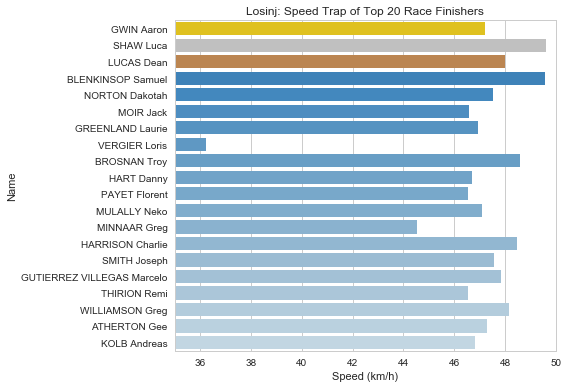 Losinj: Speed Trap of Top 20 Race Finishers
GWIN Aaron
SHAW Luca
LUCAS Dean
BLENKINSOP Samuel
NORTON Dakotah
MOIR Jack
GREENLAND Laurie
VERGIER Loris
BROSNAN Troy
HART Danny
PAYET Florent
MULALLY Neko
MINNAAR Greg
HARRISON Charlie
SMITH Joseph
GUTIERREZ VILLEGAS Marcelo
THIRION Remi
WILLIAMSON Greg
ATHERTON Gee
KOLB Andreas
Name
36 38 40 42 44 46 48 50
Speed (km/h)